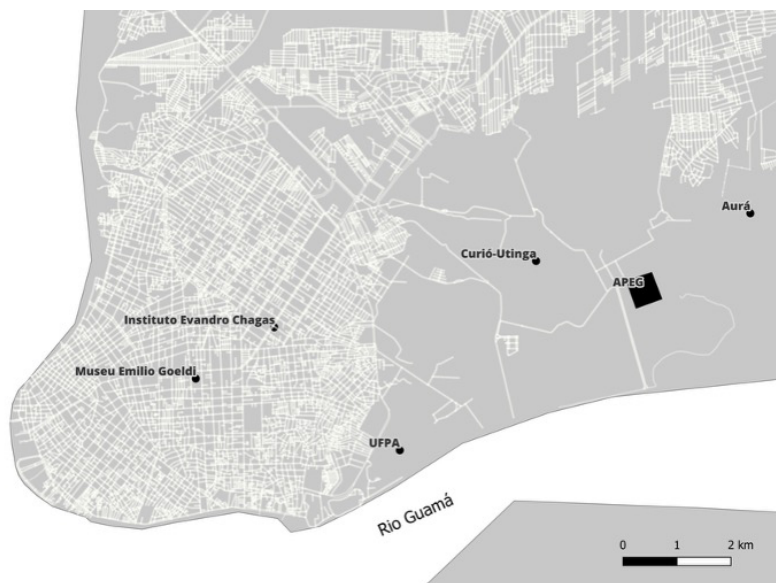 Aurá
Curió-Utinga
APEG
Instituto Evandro Chagas
Museu Emilio Goeldi
UFPA
Rio Guamá
0 1 2 km